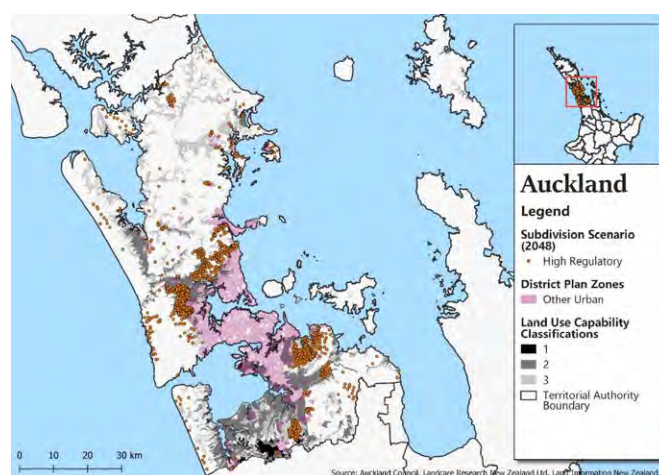 Auckland
Legend
Subdivision Scenario
(2048)
High Regulatory
District Plan Zones
Other Urban
Land Use Capability
Classifications
1
2
3
Territorial Authority
Boundary
0 10 20 30 km
Source: Auckland Council, Landcare Research New Zealand Ltd, Land Information New Zealand